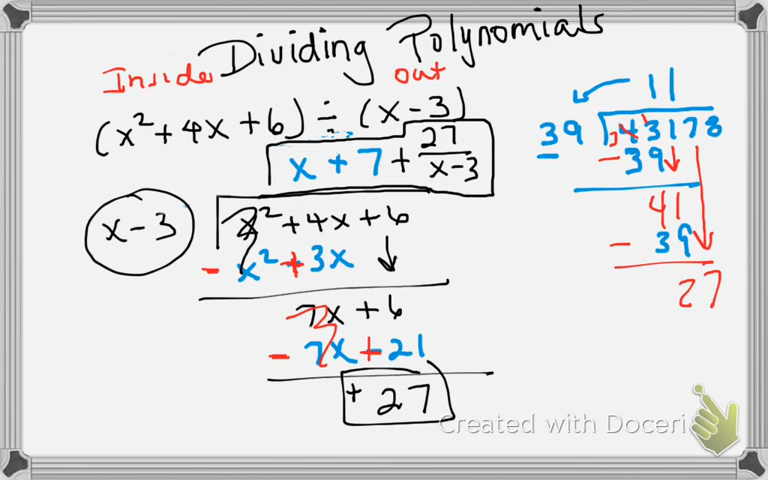 Dividing Polynomials
Inside out
(x² + 4x + 6) ÷ (x - 3)
x + 7 + 27/(x-3)
x - 3 x² + 4x + 6
- x² + 3x
7x + 6
- 7x + 21
+ 27
11
39 43178
- 39
41
- 39
27
Created with Doceri